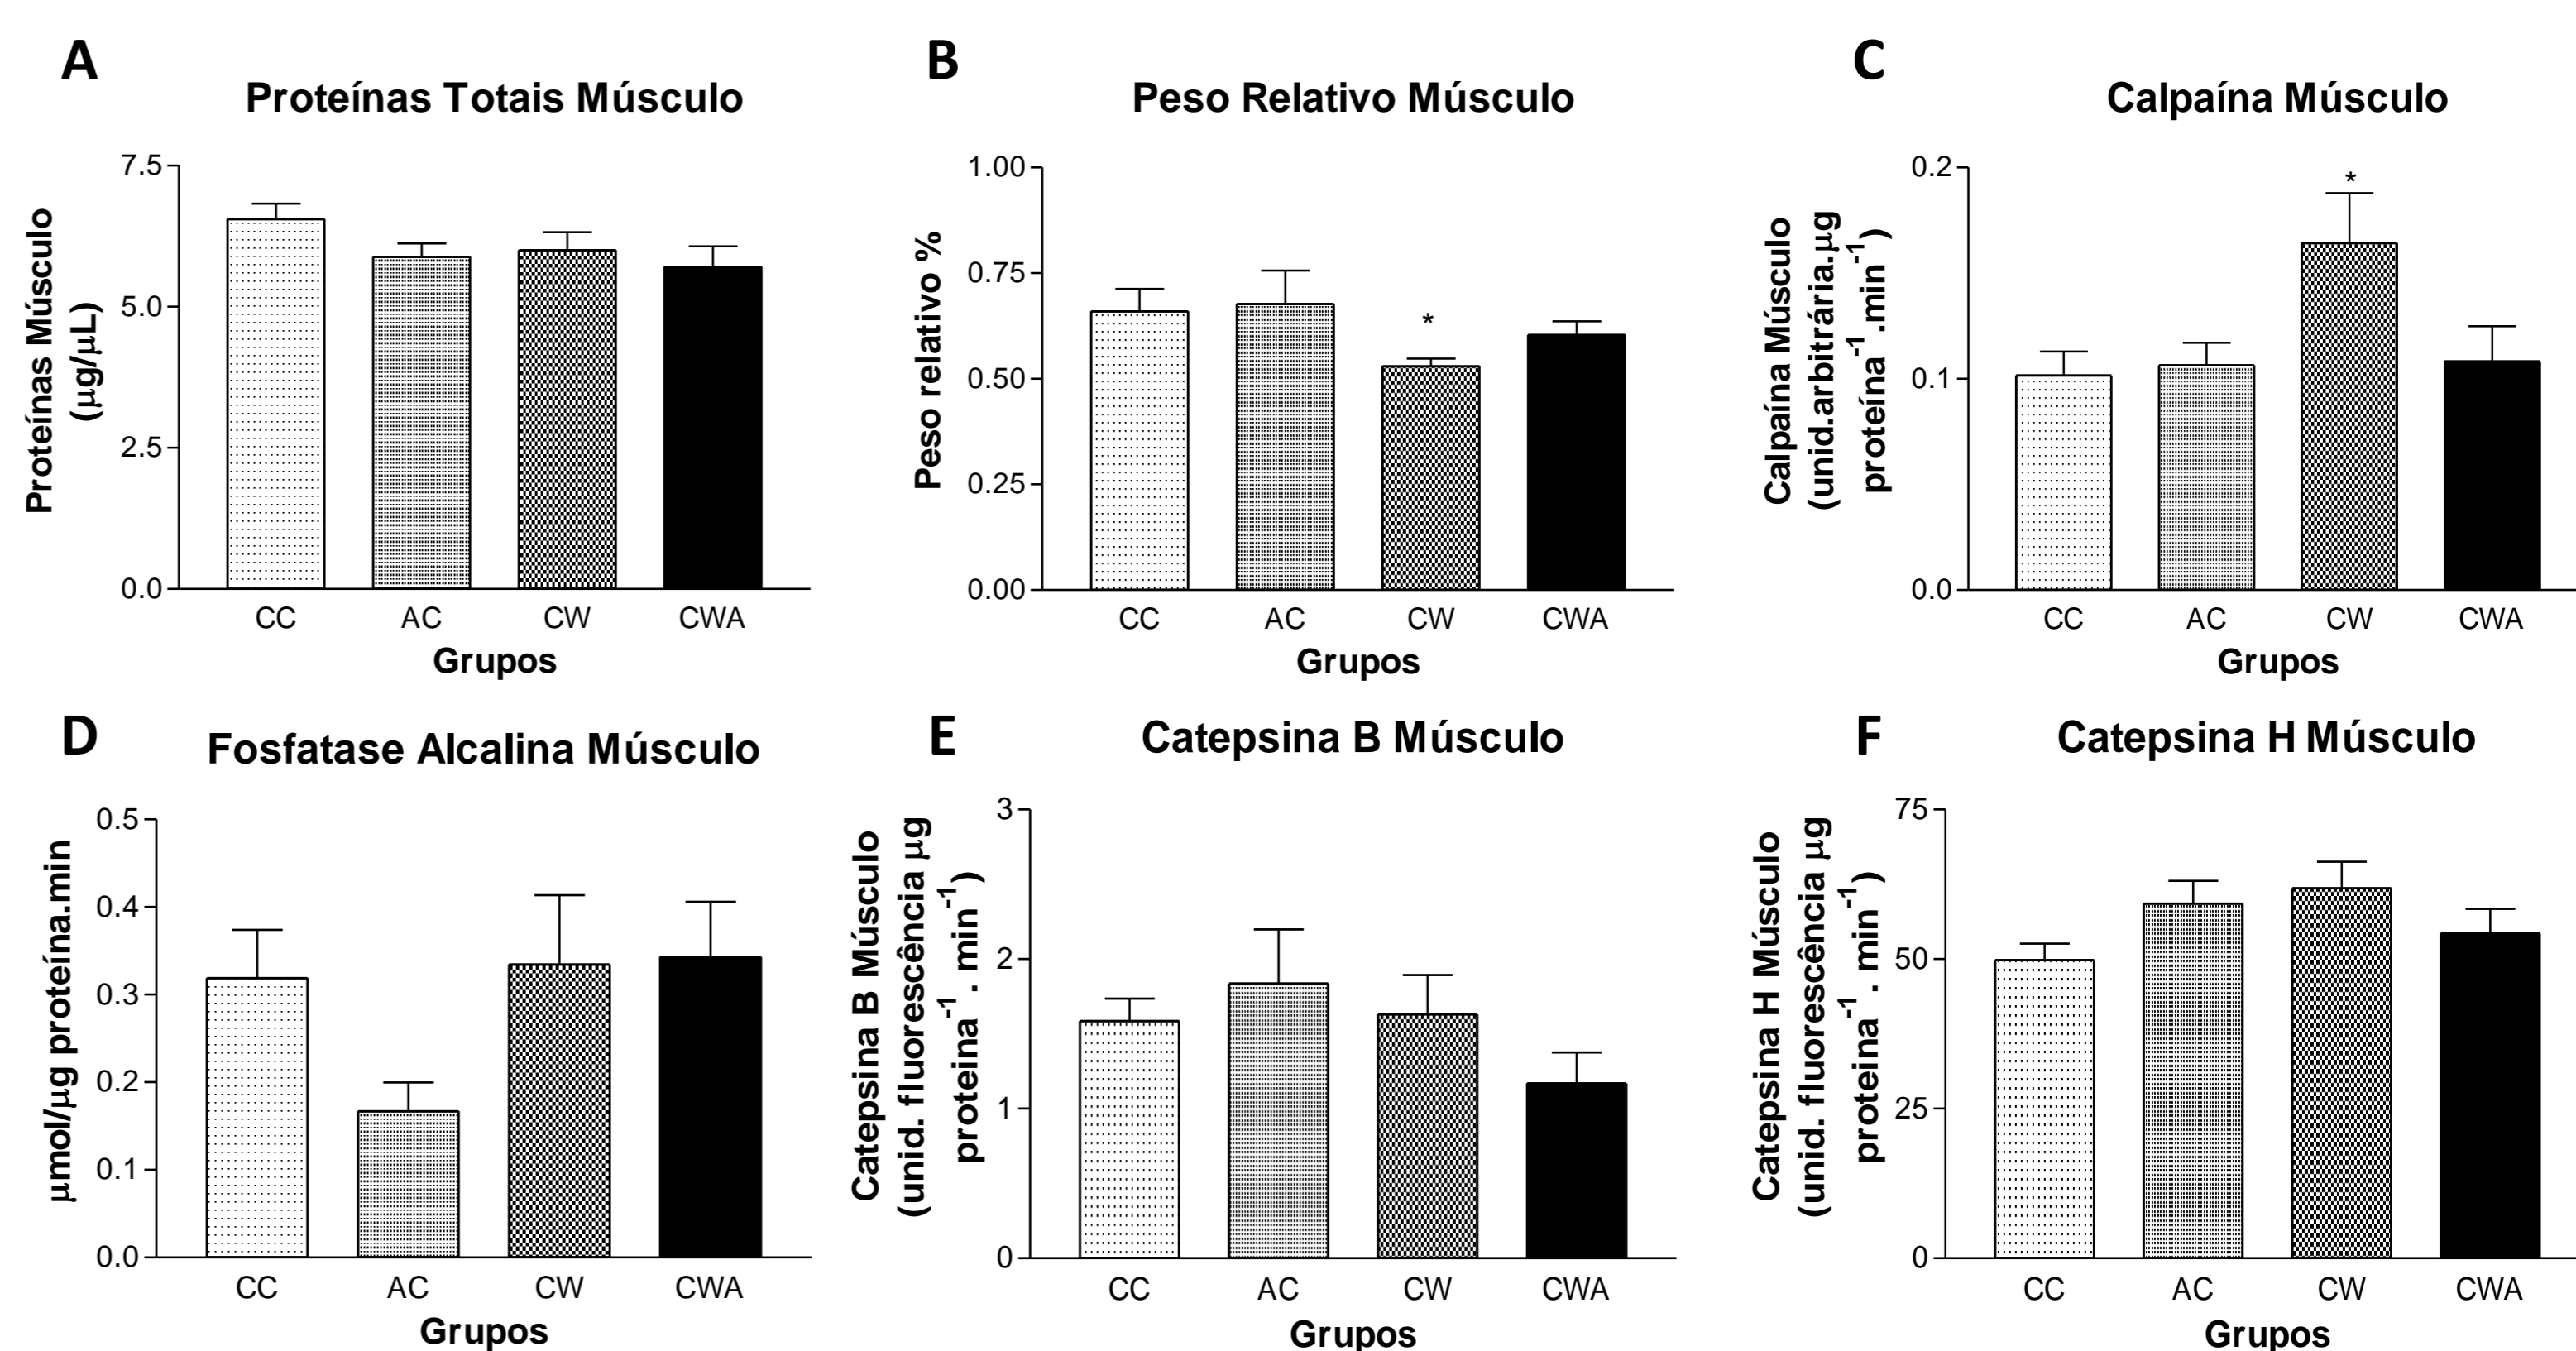 A
Proteínas Totais Músculo
Proteínas Músculo
(µg/µL)
7.5
5.0
2.5
0.0
CC AC CW CWA
Grupos
B
Peso Relativo Músculo
Peso relativo %
1.00
0.75
0.50
0.25
0.00
*
CC AC CW CWA
Grupos
C
Calpaína Músculo
Calpaína Músculo
(unid.arbitrária.µg
proteína⁻¹.min⁻¹)
0.2
0.1
0.0
*
CC AC CW CWA
Grupos
D
Fosfatase Alcalina Músculo
µmol/µg proteína.min
0.5
0.4
0.3
0.2
0.1
0.0
CC AC CW CWA
Grupos
E
Catepsina B Músculo
Catepsina B Músculo
(unid. fluorescência µg
proteina⁻¹. min⁻¹)
3
2
1
0
CC AC CW CWA
Grupos
F
Catepsina H Músculo
Catepsina H Músculo
(unid. fluorescência µg
proteina⁻¹. min⁻¹)
75
50
25
0
CC AC CW CWA
Grupos